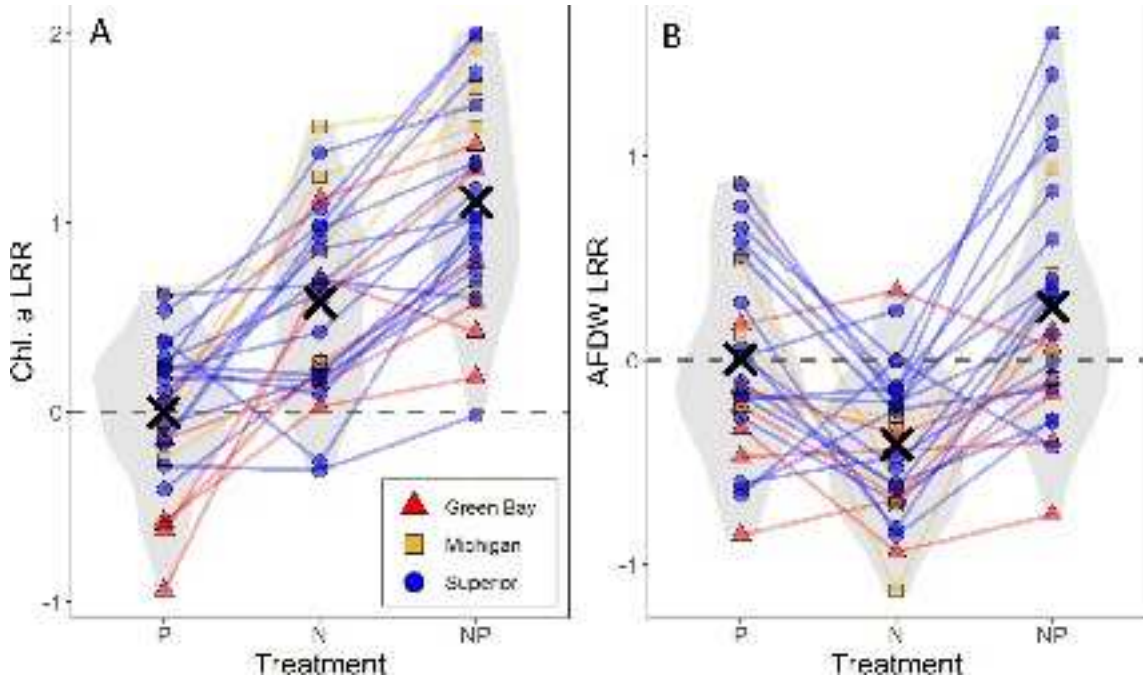 A
2
1
0
-1
Chl. a LRR
P
N
NP
Treatment
Green Bay
Michigan
Superior
B
1
0
-1
AFDW LRR
P
N
NP
Treatment